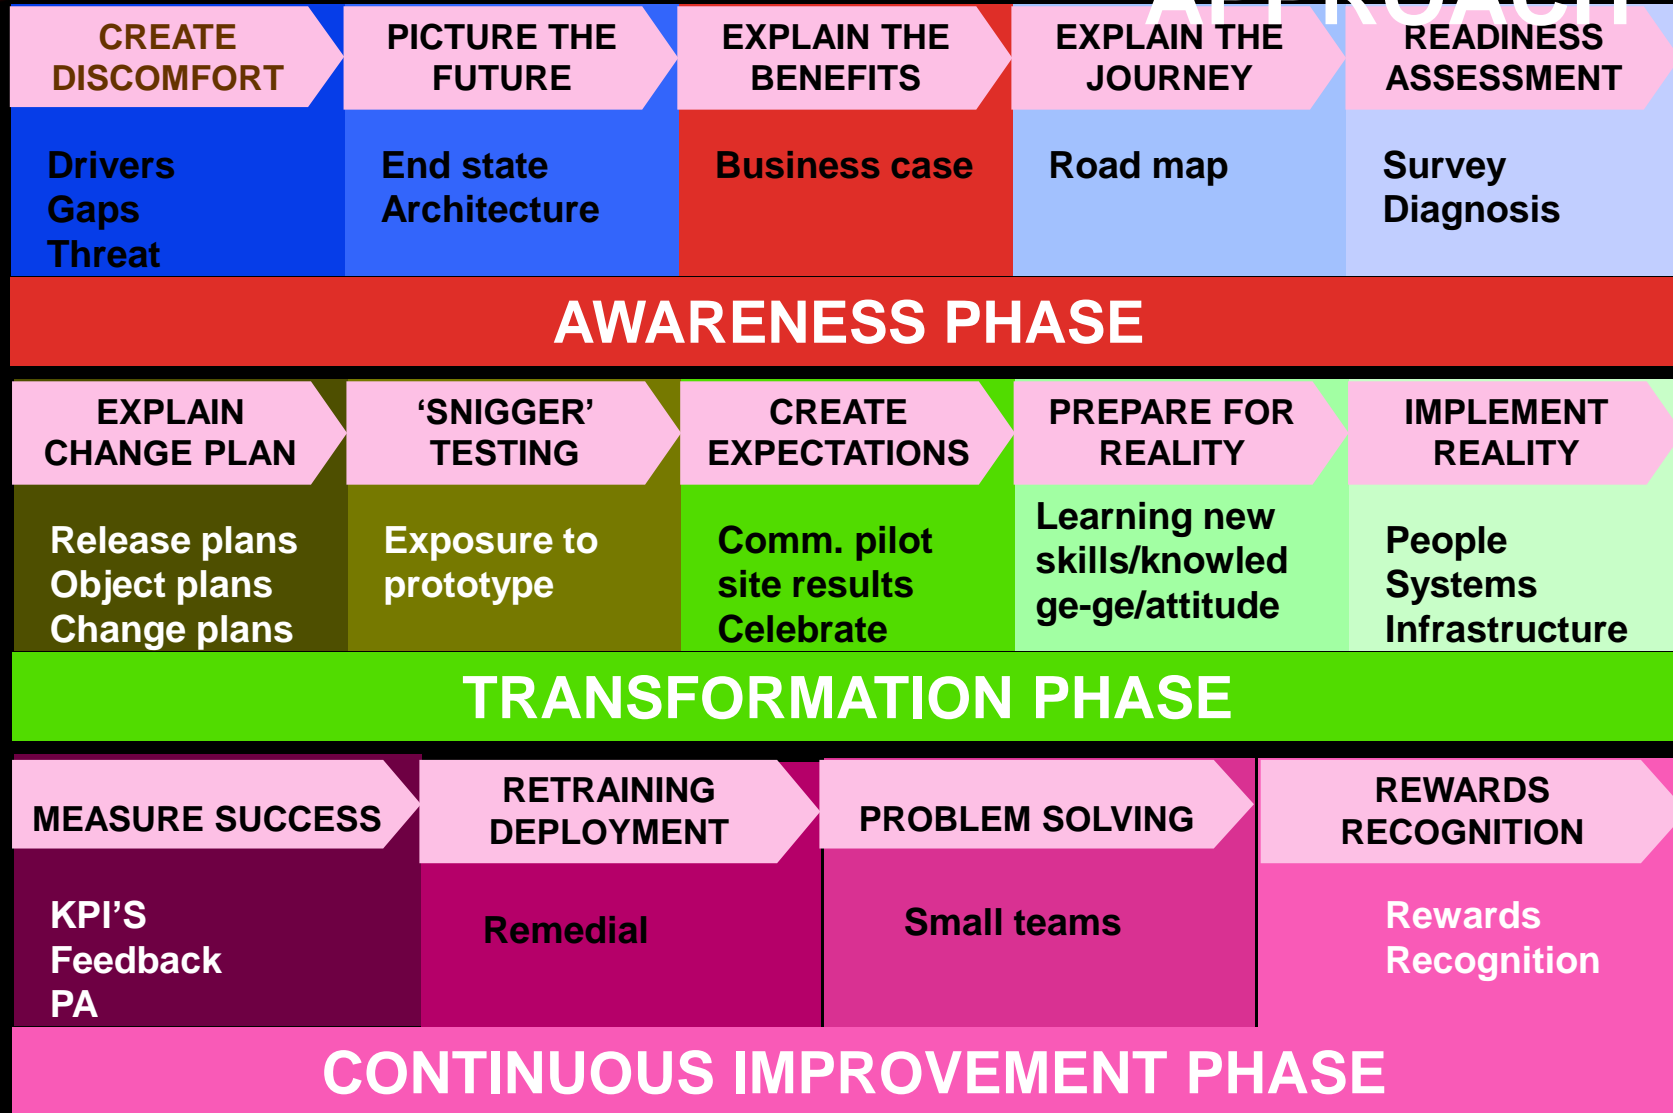 APPROACH
CREATE
DISCOMFORT
PICTURE THE
FUTURE
EXPLAIN THE
BENEFITS
EXPLAIN THE
JOURNEY
READINESS
ASSESSMENT
Drivers
Gaps
Threat
End state
Architecture
Business case
Road map
Survey
Diagnosis
AWARENESS PHASE
EXPLAIN
CHANGE PLAN
‘SNIGGER’
TESTING
CREATE
EXPECTATIONS
PREPARE FOR
REALITY
IMPLEMENT
REALITY
Release plans
Object plans
Change plans
Exposure to
prototype
Comm. pilot
site results
Celebrate
Learning new
skills/knowled
ge-ge/attitude
People
Systems
Infrastructure
TRANSFORMATION PHASE
MEASURE SUCCESS
RETRAINING
DEPLOYMENT
PROBLEM SOLVING
REWARDS
RECOGNITION
KPI’S
Feedback
PA
Remedial
Small teams
Rewards
Recognition
CONTINUOUS IMPROVEMENT PHASE